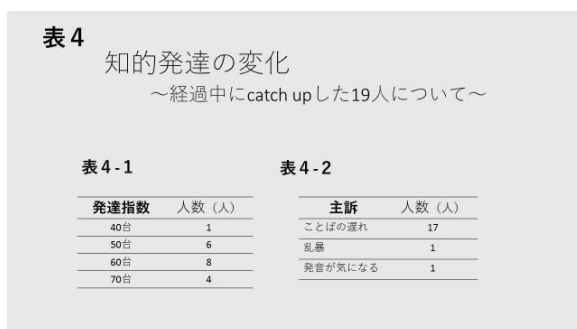 表4
知的発達の変化
～経過中にcatch upした19人について～
表4-1
発達指数 人数（人）
40台 1
50台 6
60台 8
70台 4
表4-2
主訴 人数（人）
ことばの遅れ 17
乱暴 1
発音が気になる 1